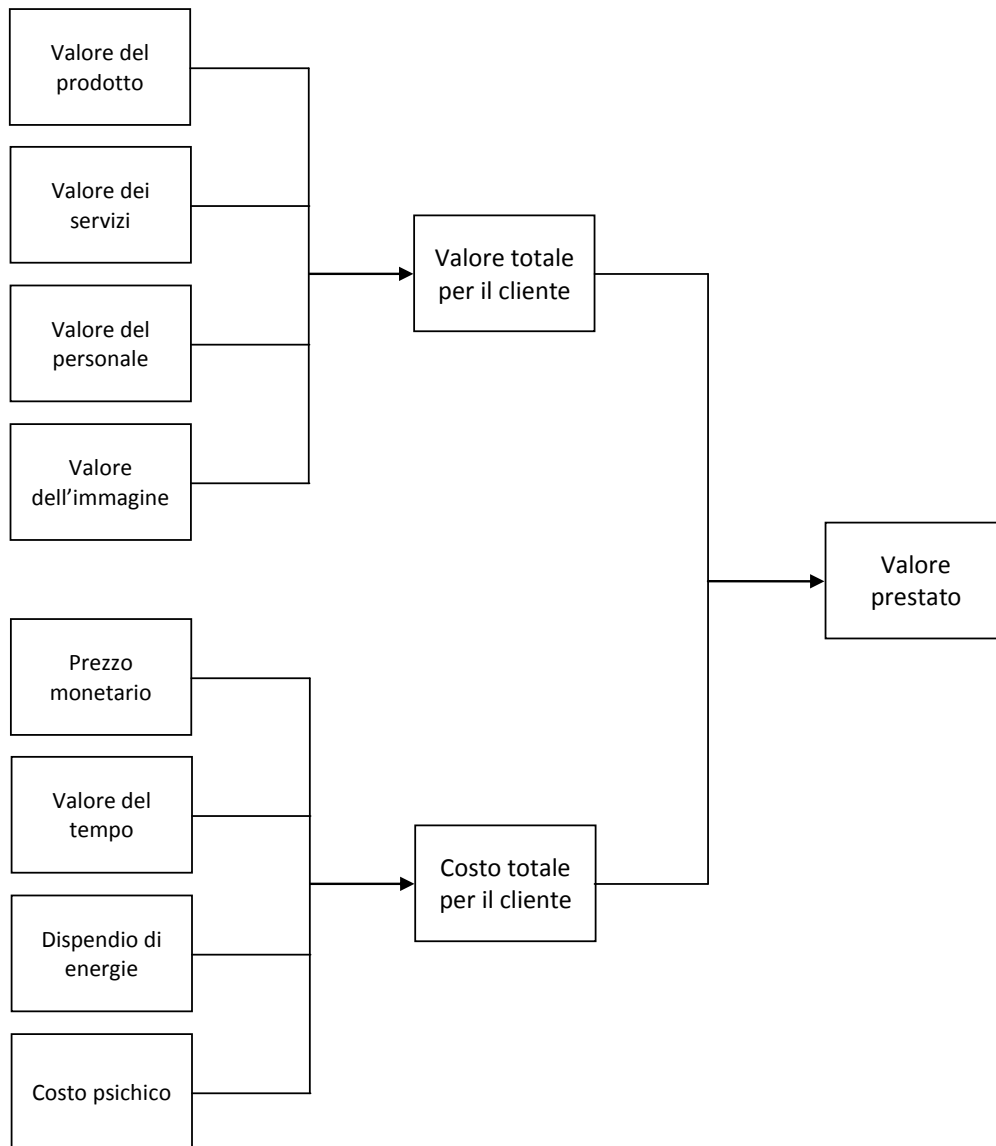 Valore del
prodotto
Valore dei
servizi
Valore del
personale
Valore
dell’immagine
Valore totale
per il cliente
Valore
prestato
Prezzo
monetario
Valore del
tempo
Dispendio di
energie
Costo psichico
Costo totale
per il cliente